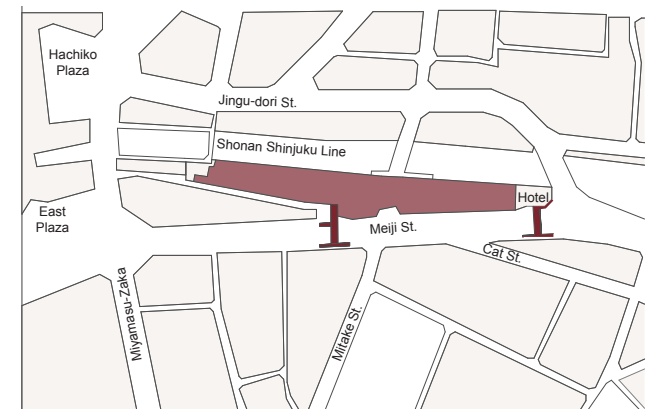 Hachiko
Plaza
Jingu-dori St.
Shonan Shinjuku Line
Hotel
East
Plaza
Meiji St.
Cat St.
Miyamasu-Zaka
Mitake St.